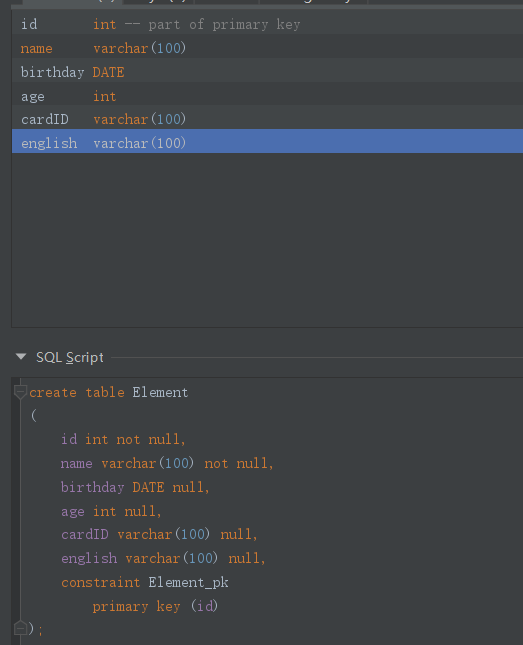 id int -- part of primary key
name varchar(100)
birthday DATE
age int
cardID varchar(100)
english varchar(100)
SQL Script
create table Element
(
id int not null,
name varchar(100) not null,
birthday DATE null,
age int null,
cardID varchar(100) null,
english varchar(100) null,
constraint Element_pk
primary key (id)
);